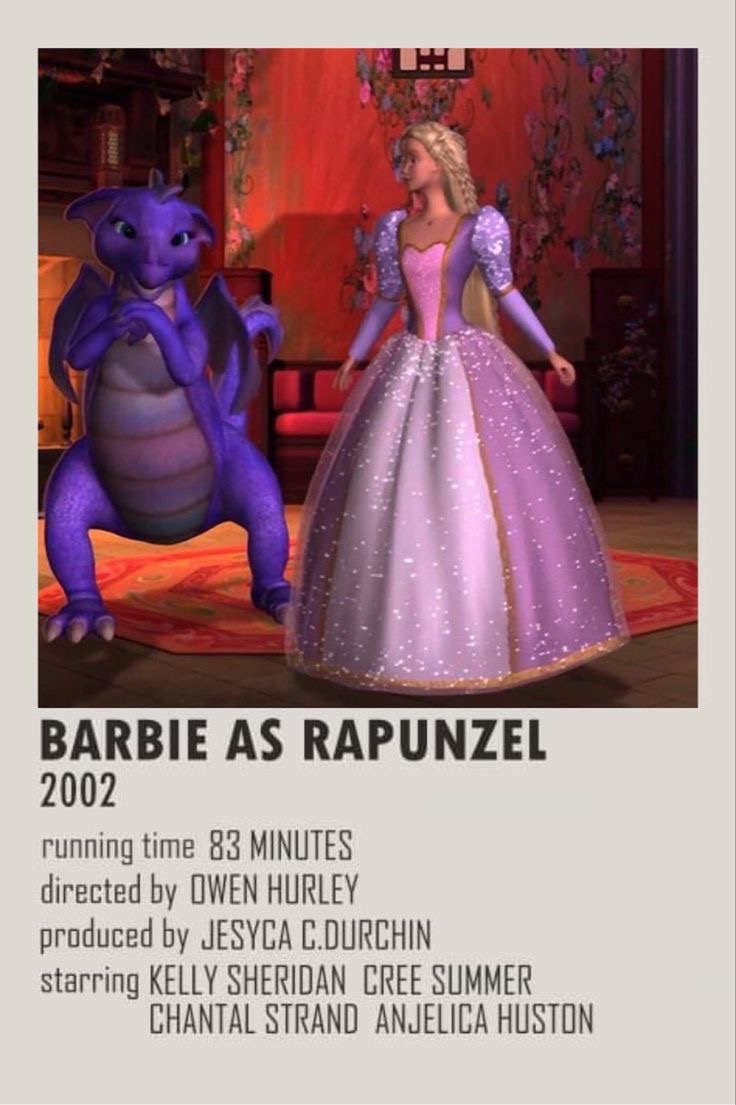 BARBIE AS RAPUNZEL
2002
running time 83 MINUTES
directed by OWEN HURLEY
produced by JESYCA C.DURCHIN
starring KELLY SHERIDAN CREE SUMMER
CHANTAL STRAND ANJELICA HUSTON